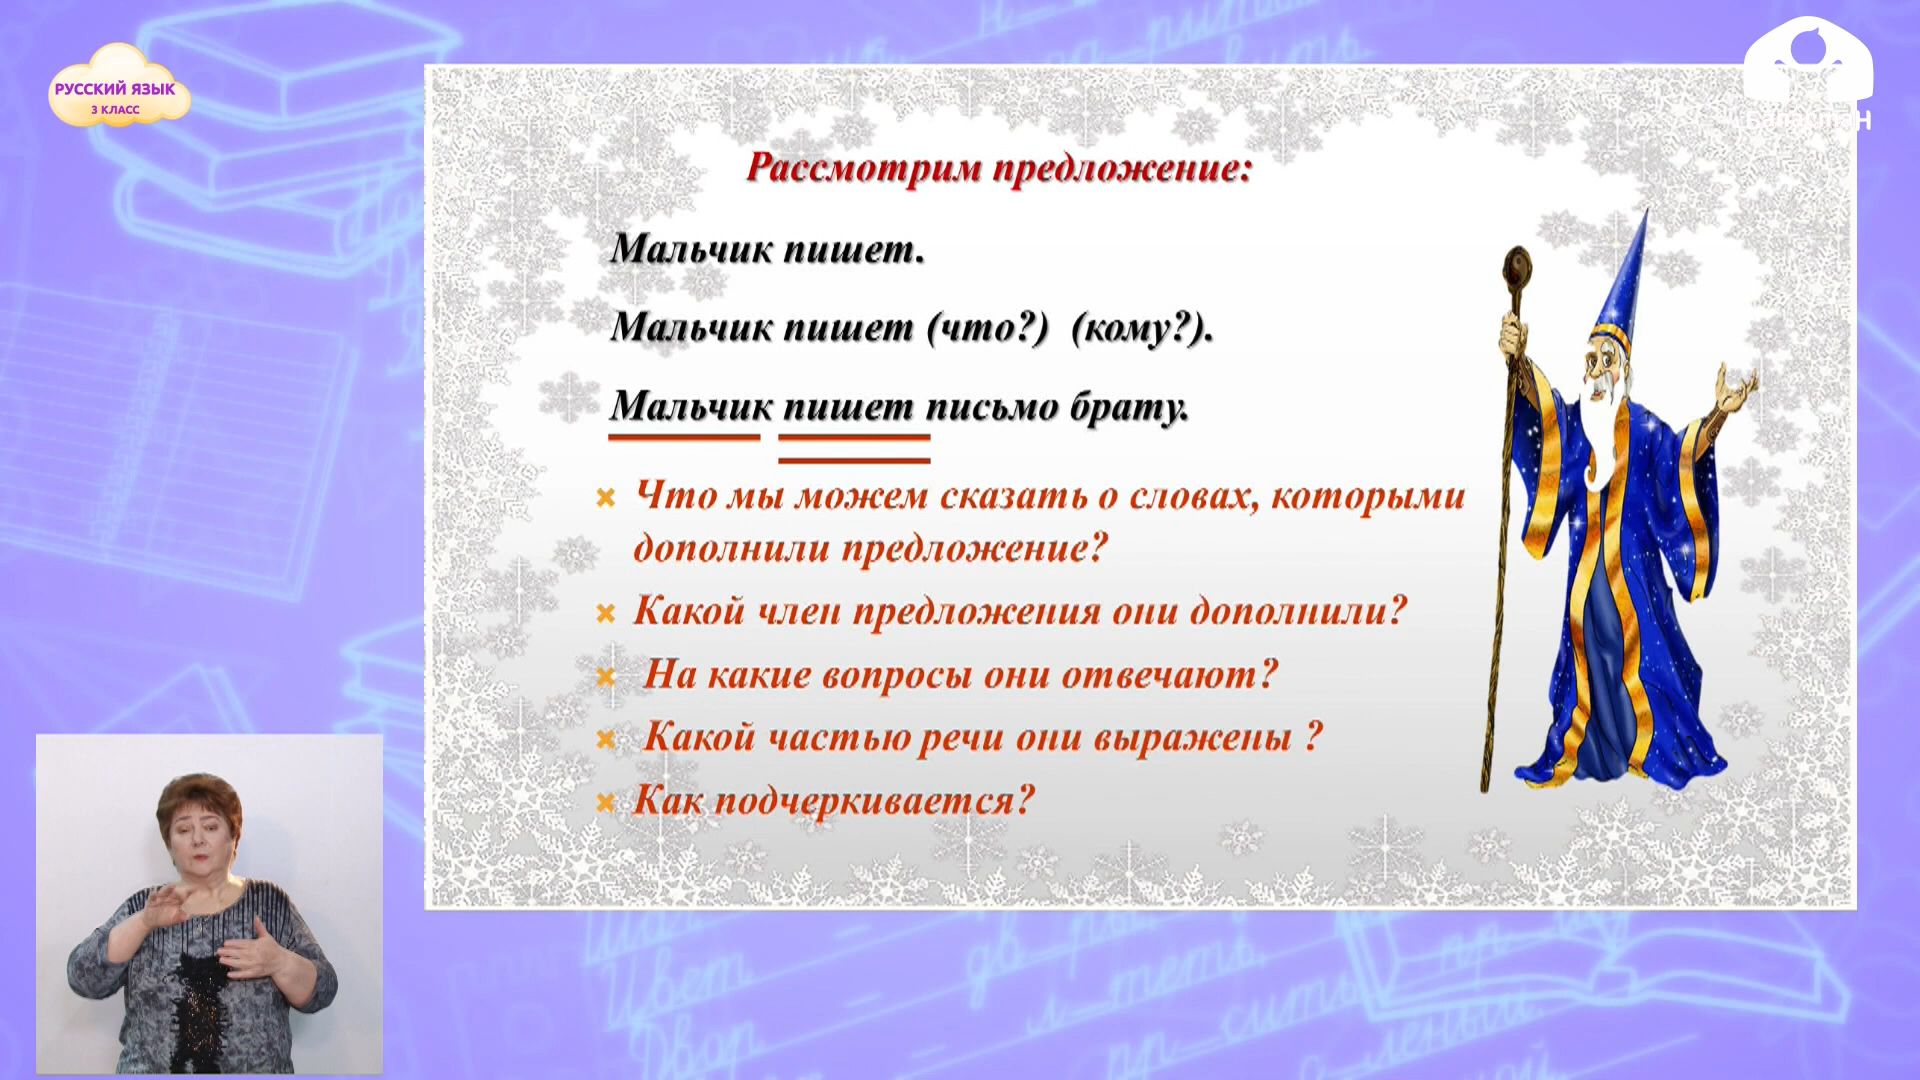 РУССКИЙ ЯЗЫК
3 КЛАСС
Рассмотрим предложение:
Мальчик пишет.
Мальчик пишет (что?) (кому?).
Мальчик пишет письмо брату.
Что мы можем сказать о словах, которыми
дополнили предложение?
Какой член предложения они дополнили?
На какие вопросы они отвечают?
Какой частью речи они выражены ?
Как подчеркивается?
Цвет
Двор